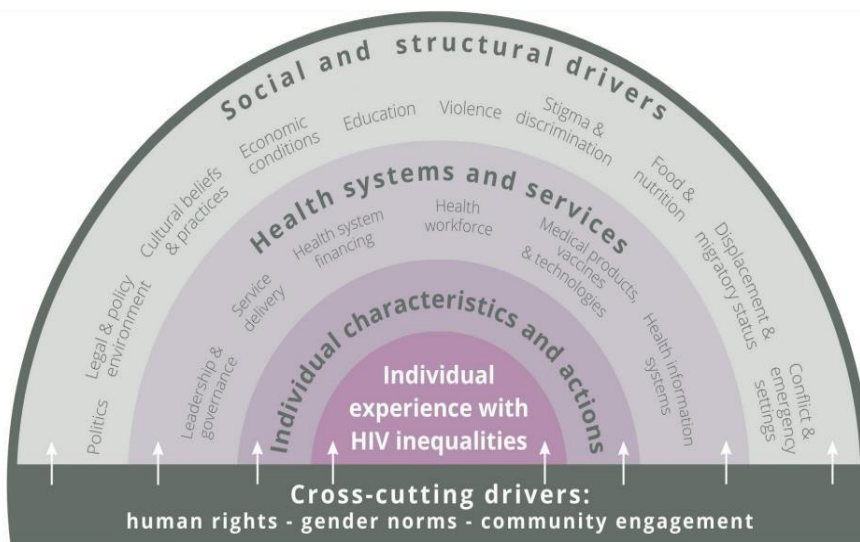 Social and structural drivers
Politics
Legal & policy
environment
Cultural beliefs
& practices
Economic
conditions
Education
Violence
Stigma &
discrimination
Food &
nutrition
Displacement &
migratory status
Conflict &
emergency
settings
Health systems and services
Leadership &
governance
Service
delivery
Health system
financing
Health
workforce
Medical products,
vaccines
& technologies
Health information
systems
Individual characteristics and actions
Individual
experience with
HIV inequalities
Cross-cutting drivers:
human rights - gender norms - community engagement